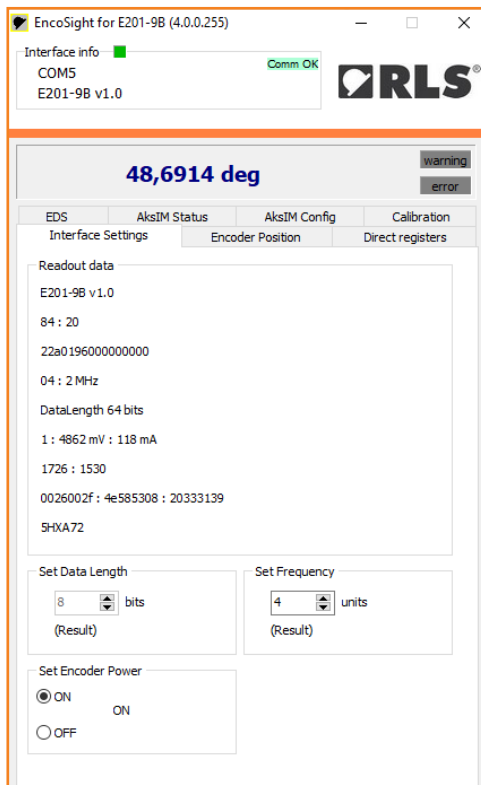 EncoSight for E201-9B (4.0.0.255)
Interface info
COM5
Comm OK
E201-9B v1.0
RLS®
48,6914 deg
warning
error
EDS AksIM Status AksIM Config Calibration
Interface Settings Encoder Position Direct registers
Readout data
E201-9B v1.0
84 : 20
22a0196000000000
04 : 2 MHz
DataLength 64 bits
1 : 4862 mV : 118 mA
1726 : 1530
0026002f : 4e585308 : 20333139
5HXA72
Set Data Length
8 bits
(Result)
Set Frequency
4 units
(Result)
Set Encoder Power
ON
ON
OFF